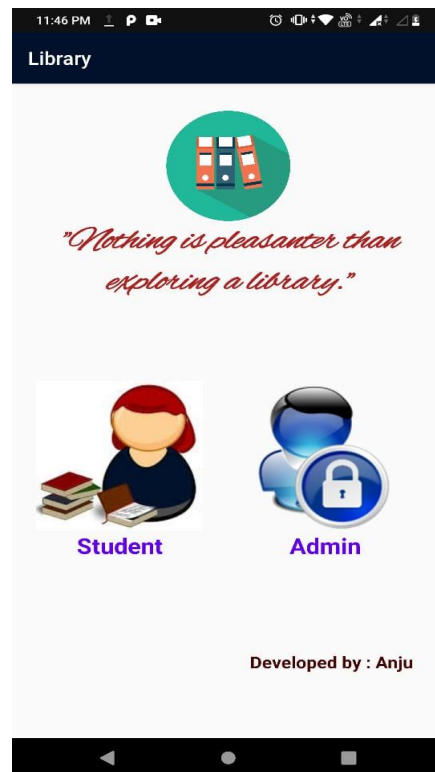 11:46 PM
Library
"Nothing is pleasanter than
exploring a library."
Student Admin
Developed by : Anju